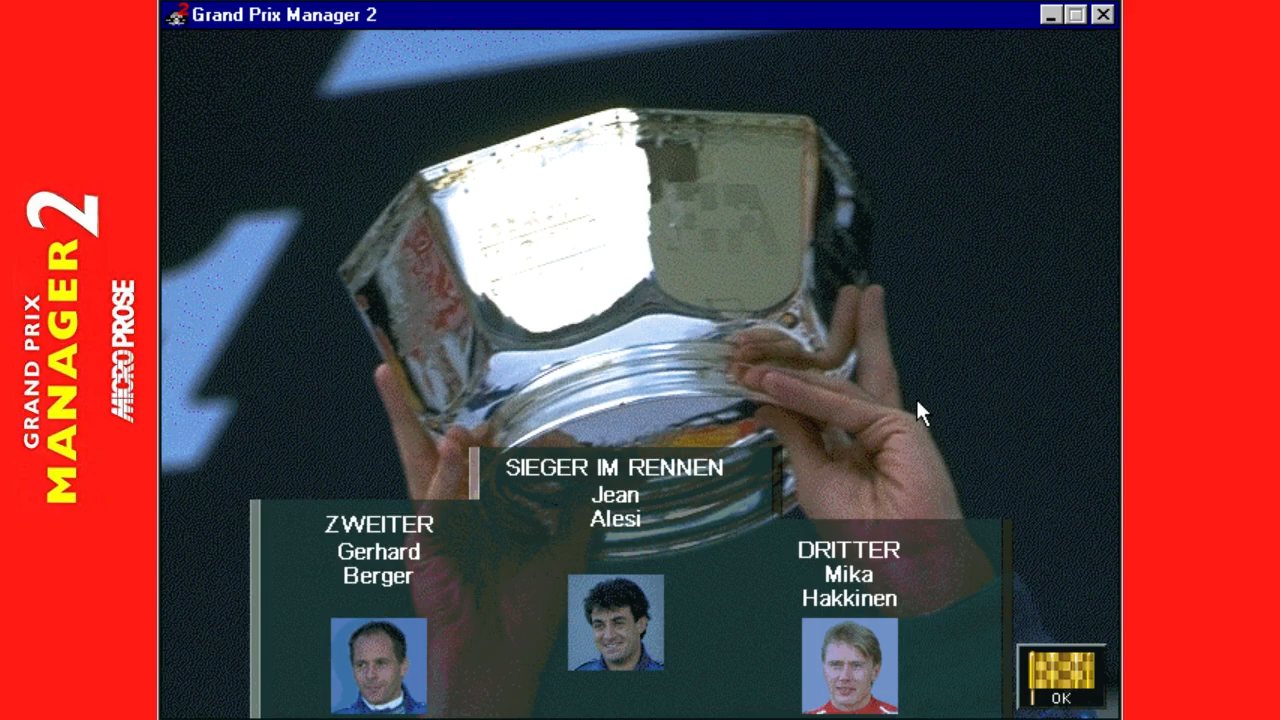 Grand Prix Manager 2
GRAND PRIX
MANAGER 2
MICROPROSE
SIEGER IM RENNEN
Jean
Alesi
ZWEITER
Gerhard
Berger
DRITTER
Mika
Hakkinen
OK